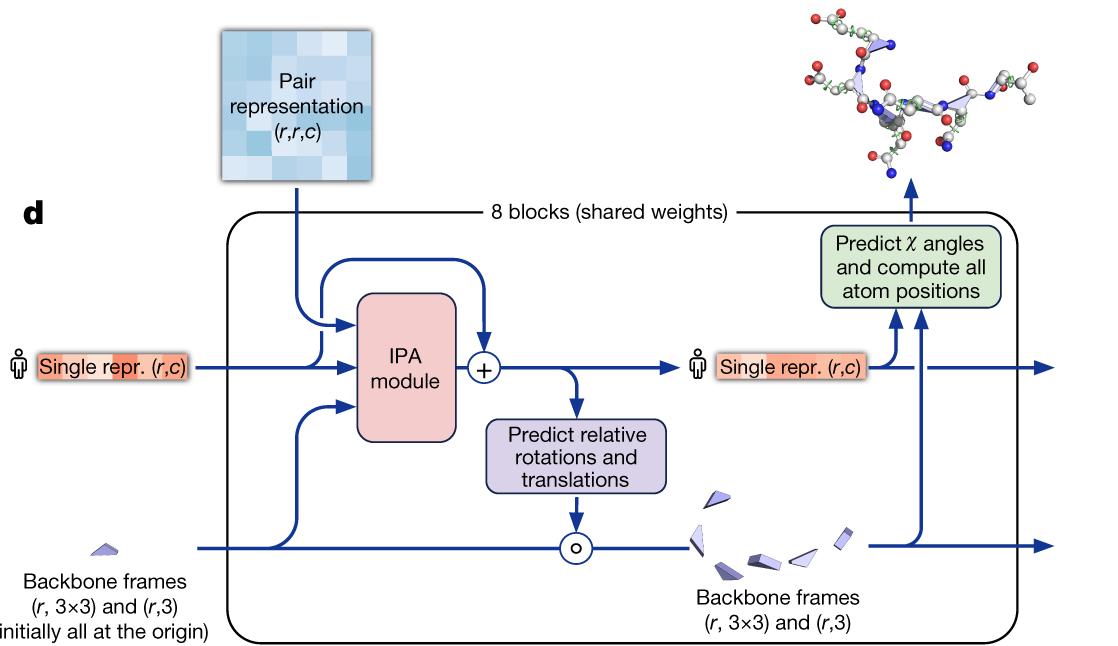 Pair
representation
(r,r,c)
d
8 blocks (shared weights)
Predict χ angles
and compute all
atom positions
Single repr. (r,c)
IPA
module
+
Single repr. (r,c)
Predict relative
rotations and
translations
Backbone frames
(r, 3×3) and (r,3)
initially all at the origin)
Backbone frames
(r, 3×3) and (r,3)